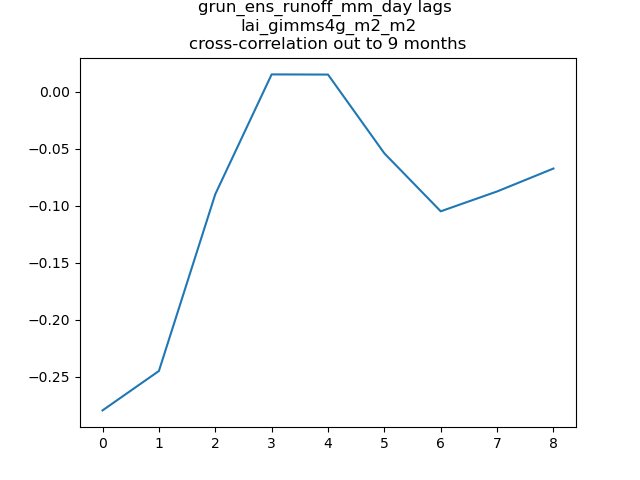 grun_ens_runoff_mm_day lags
lai_gimms4g_m2_m2
cross-correlation out to 9 months
0.00
−0.05
−0.10
−0.15
−0.20
−0.25
0 1 2 3 4 5 6 7 8